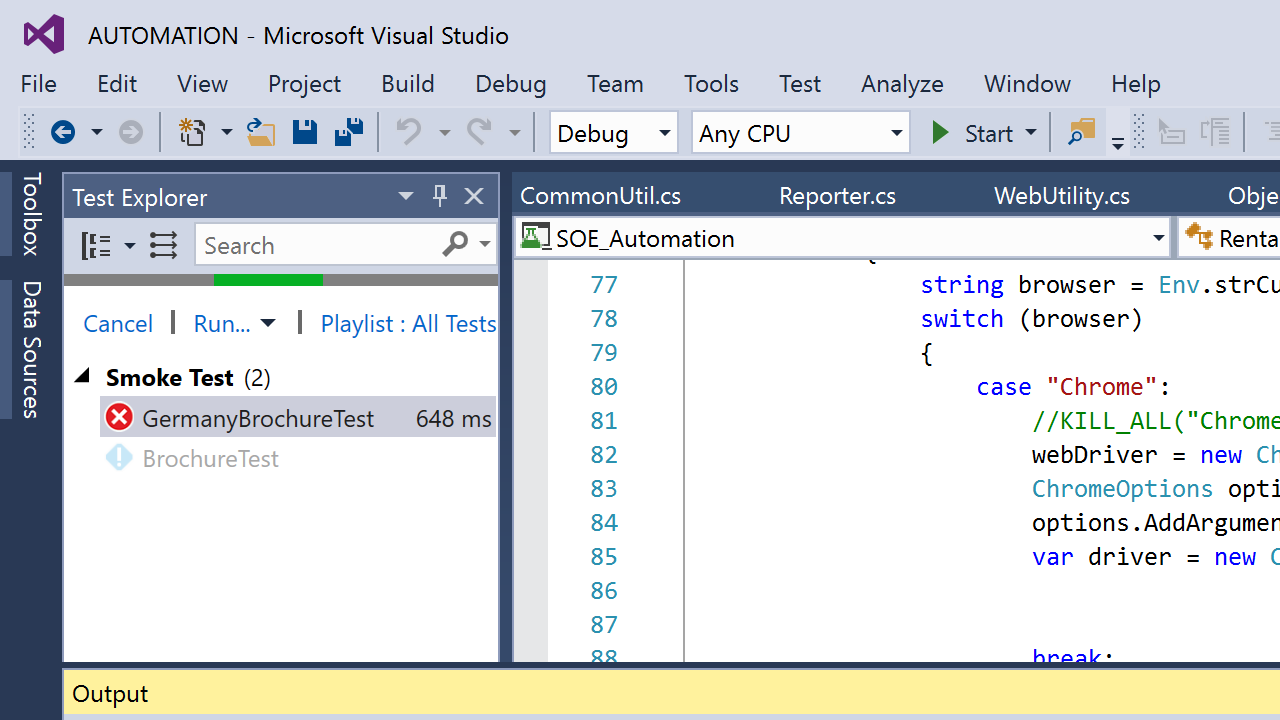 AUTOMATION - Microsoft Visual Studio
File Edit View Project Build Debug Team Tools Test Analyze Window Help
Debug Any CPU Start
Toolbox
Data Sources
Test Explorer
Search
Cancel | Run... | Playlist : All Tests
Smoke Test (2)
GermanyBrochureTest 648 ms
BrochureTest
CommonUtil.cs Reporter.cs WebUtility.cs Obje
SOE_Automation Renta
77 string browser = Env.strCu
78 switch (browser)
79 {
80 case "Chrome":
81 //KILL_ALL("Chrome
82 webDriver = new Ch
83 ChromeOptions opti
84 options.AddArgumen
85 var driver = new C
86
87
88 break;
Output